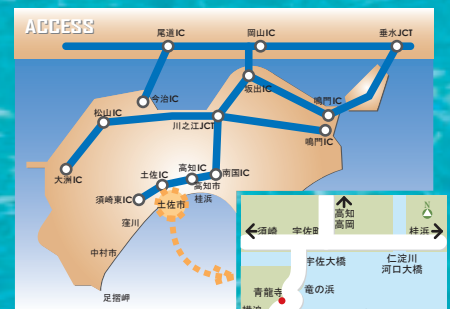 ACCESS
尾道IC
岡山IC
垂水JCT
坂出IC
今治IC
鳴門IC
松山IC
川之江JCT
鳴門IC
大洲IC
土佐IC
高知IC
南国IC
高知市
須崎東IC
土佐市
桂浜
窪川
中村市
足摺岬
N
高知
高岡
須崎
宇佐町
桂浜
宇佐大橋
仁淀川
河口大橋
青龍寺
竜の浜